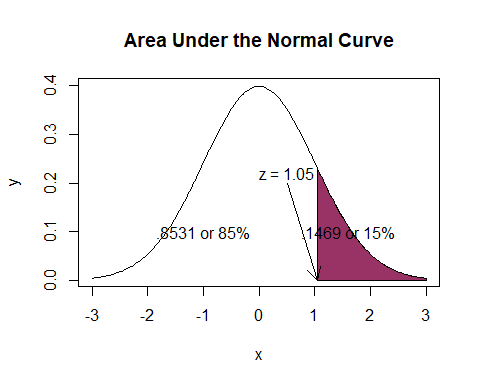 Area Under the Normal Curve
y
0.4
0.3
0.2
0.1
0.0
z = 1.05
.8531 or 85%
.1469 or 15%
-3 -2 -1 0 1 2 3
x